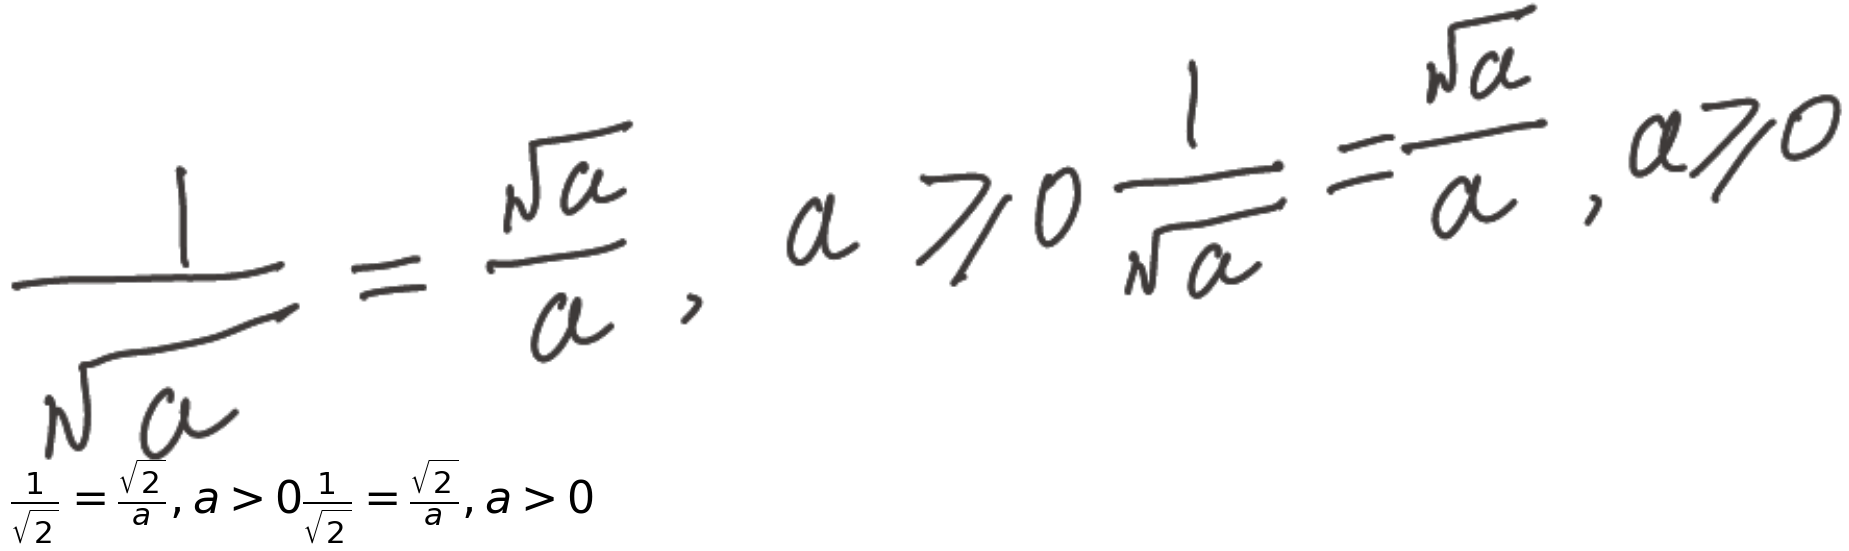 \frac{1}{\sqrt{a}} = \frac{\sqrt{a}}{a}, a \geqslant 0 \frac{1}{\sqrt{a}} = \frac{\sqrt{a}}{a}, a \geqslant 0
\frac{1}{\sqrt{2}} = \frac{\sqrt{2}}{a}, a > 0 \frac{1}{\sqrt{2}} = \frac{\sqrt{2}}{a}, a > 0